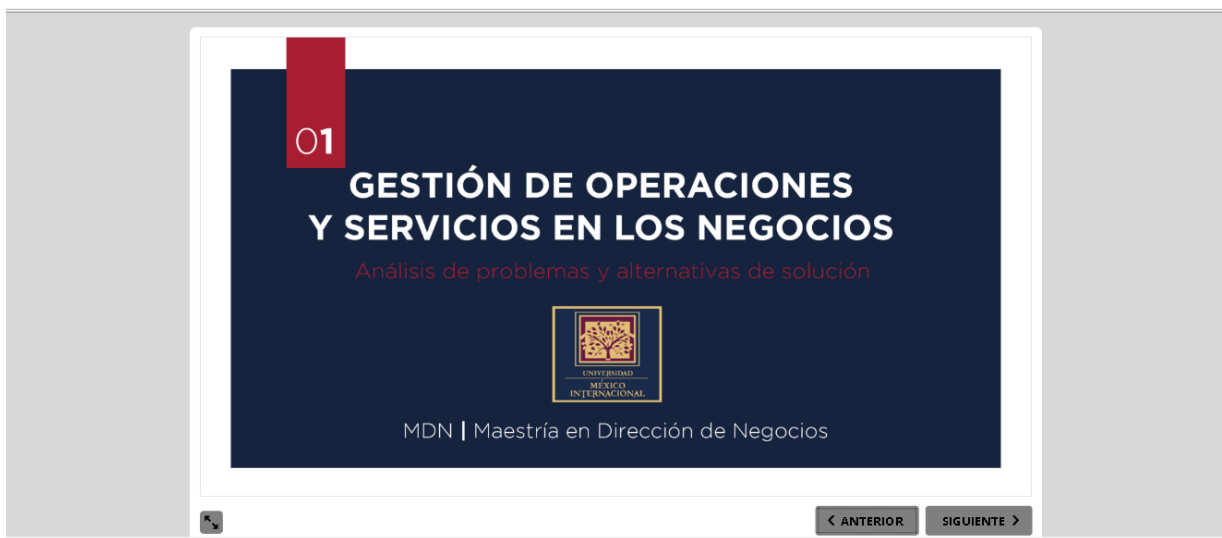 01
GESTIÓN DE OPERACIONES
Y SERVICIOS EN LOS NEGOCIOS
Análisis de problemas y alternativas de solución
UNIVERSIDAD
MÉXICO
INTERNACIONAL
MDN | Maestría en Dirección de Negocios
< ANTERIOR
SIGUIENTE >